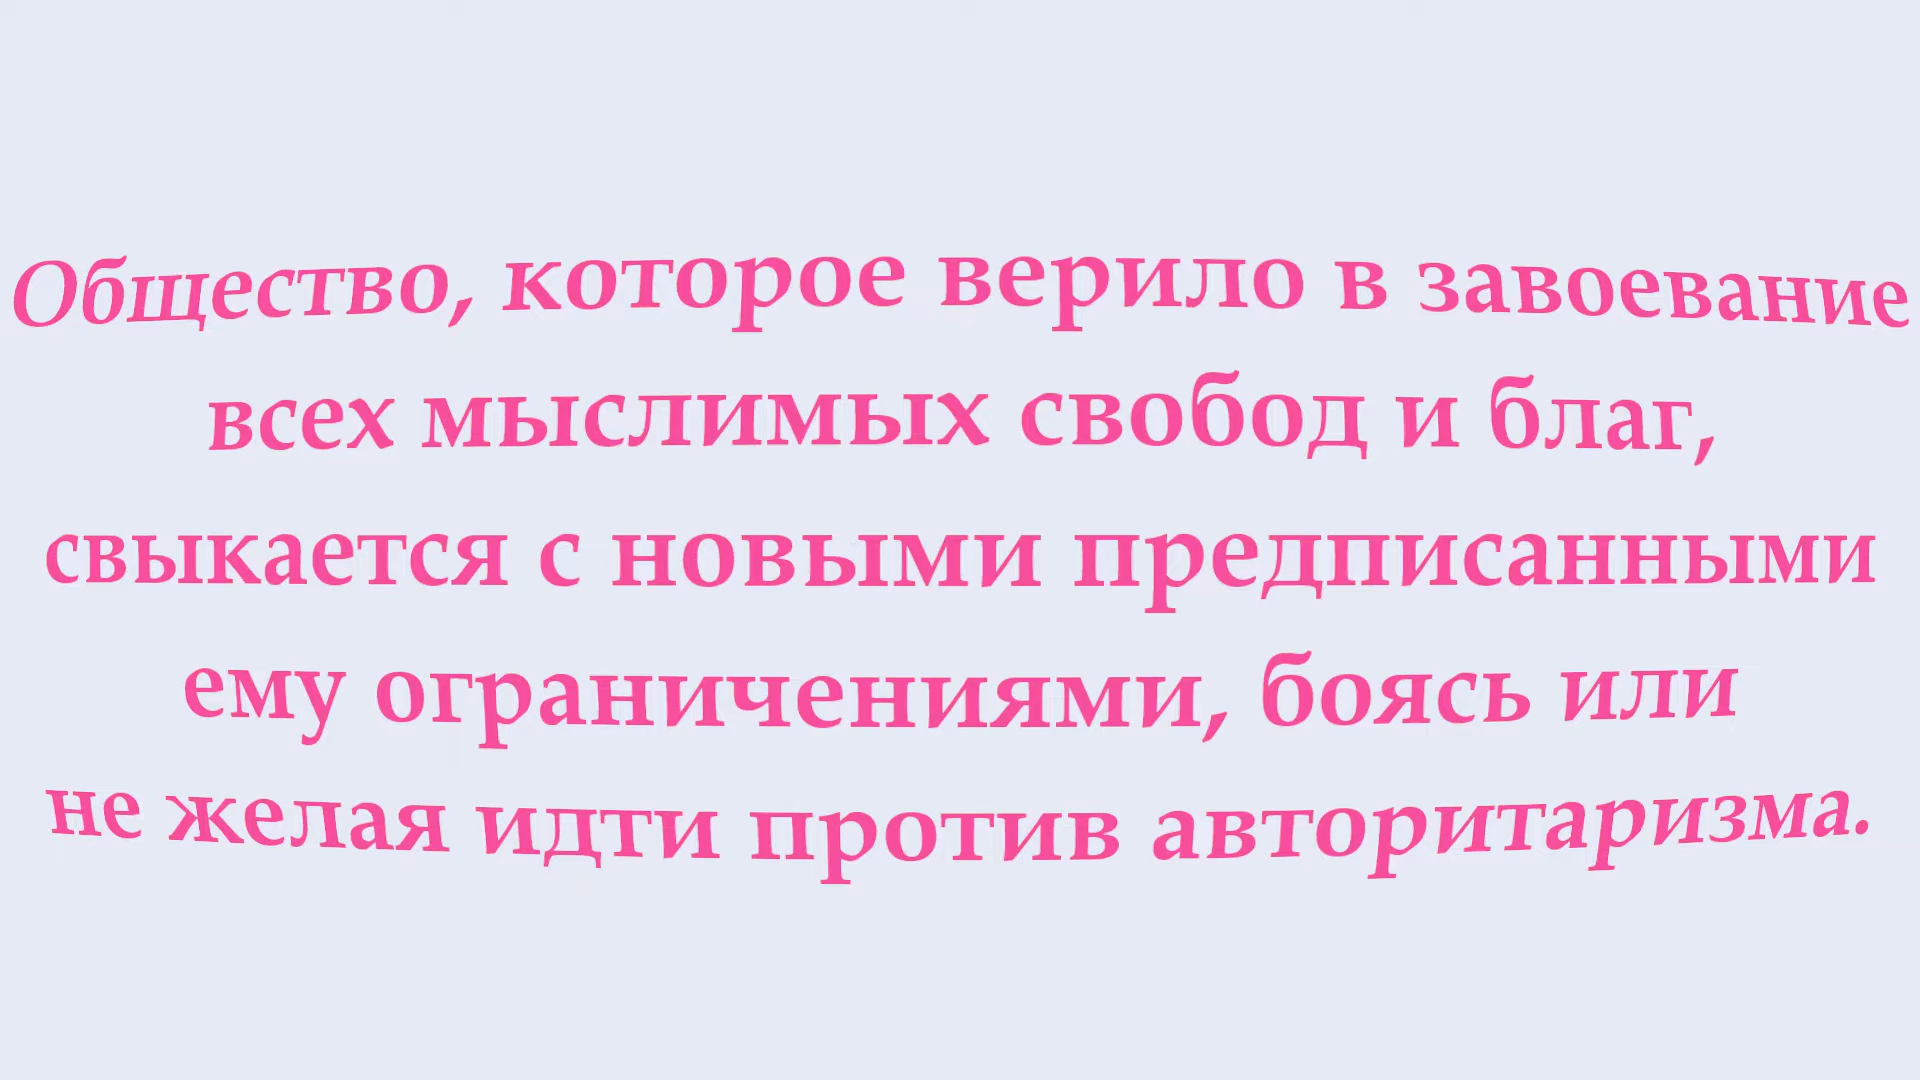 Общество, которое верило в завоевание
всех мыслимых свобод и благ,
свыкается с новыми предписанными
ему ограничениями, боясь или
не желая идти против авторитаризма.